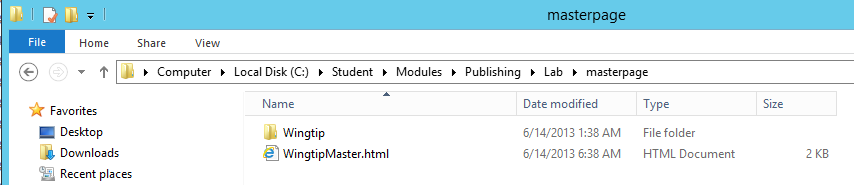 masterpage
File Home Share View
Computer Local Disk (C:) Student Modules Publishing Lab masterpage
Favorites
Desktop
Downloads
Recent places
Name Date modified Type Size
Wingtip 6/14/2013 1:38 AM File folder
WingtipMaster.html 6/14/2013 6:38 AM HTML Document 2 KB